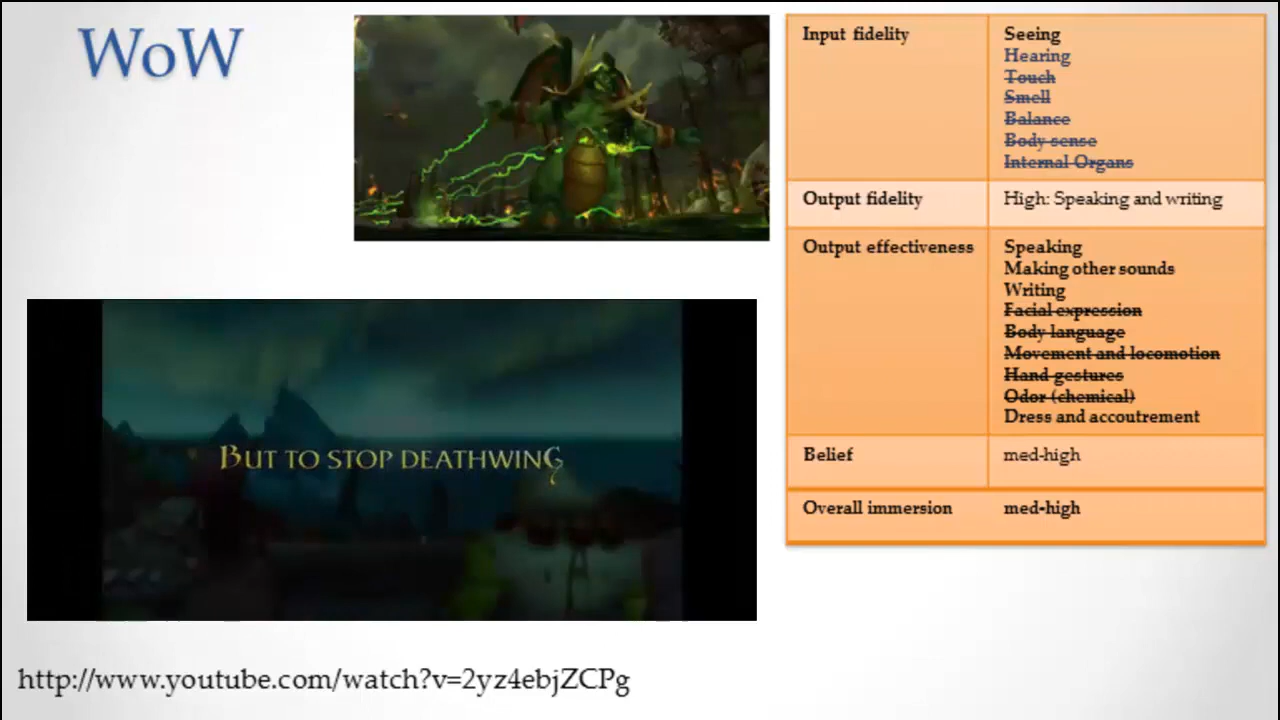 WoW
Input fidelity
Seeing
Hearing
Touch
Smell
Balance
Body sense
Internal Organs
Output fidelity
High: Speaking and writing
Output effectiveness
Speaking
Making other sounds
Writing
Facial expression
Body language
Movement and locomotion
Hand gestures
Odor (chemical)
Dress and accoutrement
Belief
med-high
Overall immersion
med-high
BUT TO STOP DEATHWING
http://www.youtube.com/watch?v=2yz4ebjZCPg